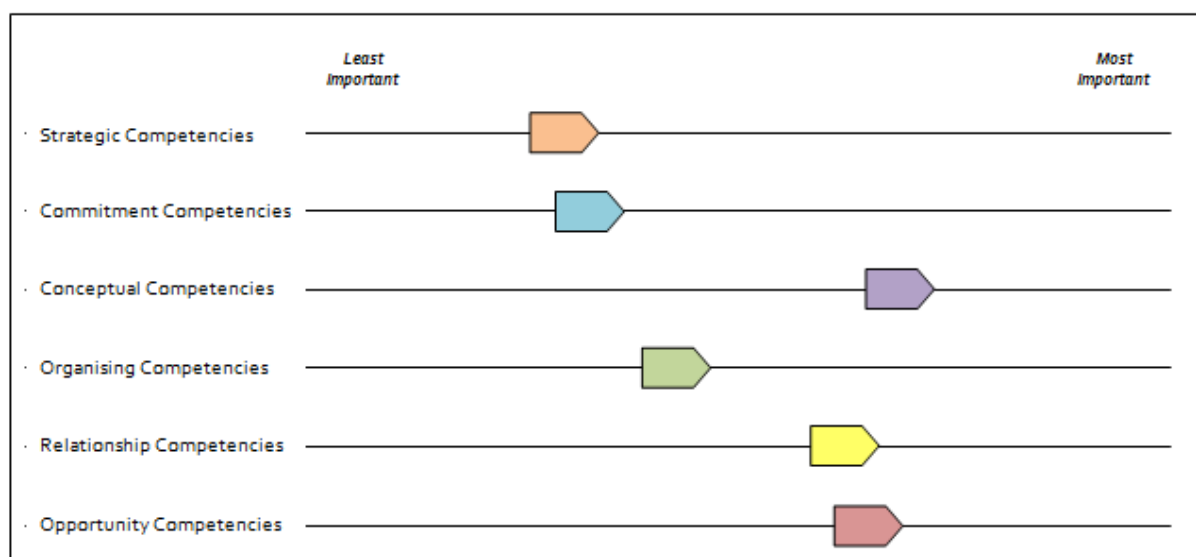 Least
Important
Most
Important
· Strategic Competencies
· Commitment Competencies
· Conceptual Competencies
· Organising Competencies
· Relationship Competencies
· Opportunity Competencies